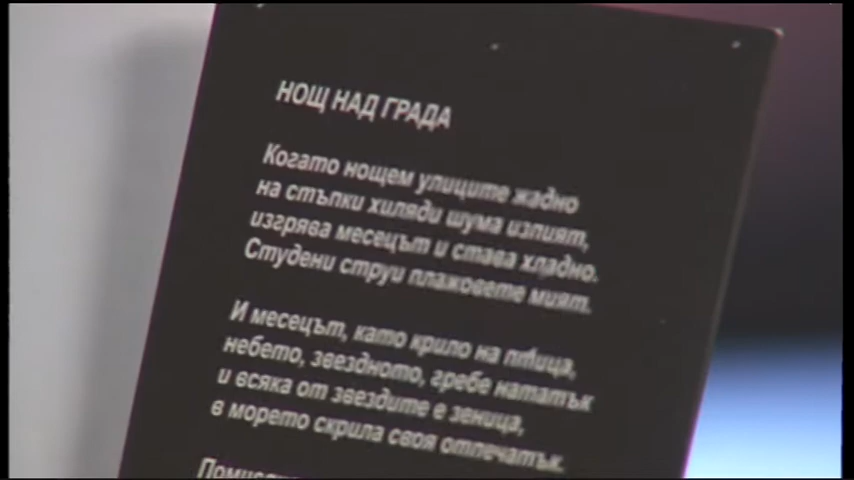 НОЩ НАД ГРАДА
Когато нощем улиците жадно
на стъпки хиляди шума изпият,
изгрява месецът и става хладно.
Студени струи плажовете мият.
И месецът, като крило на птица,
небето, звездното, гребе нататък
и всяка от звездите е зеница,
в морето скрила своя отпечатък.